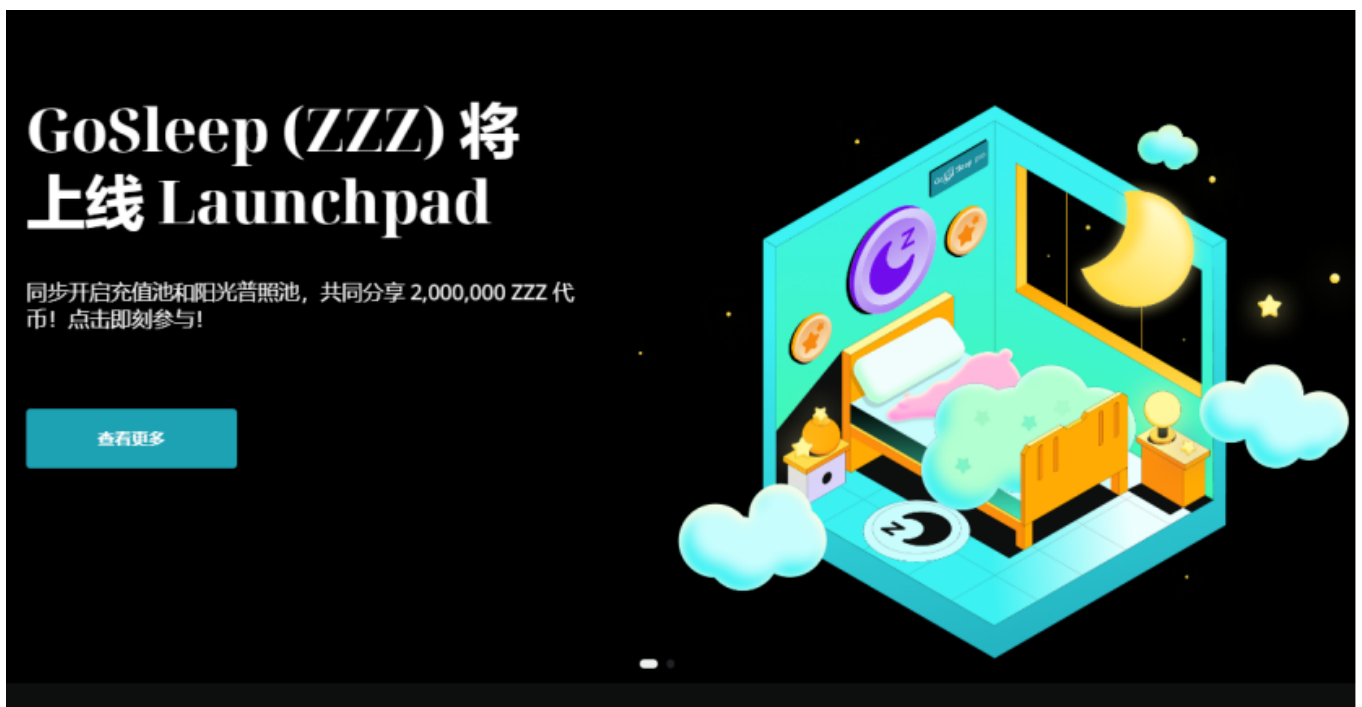 GoSleep (ZZZ) 将
上线 Launchpad
同步开启充值池和阳光普照池，共同分享 2,000,000 ZZZ 代
币！点击即刻参与！
查看更多
Z
Z